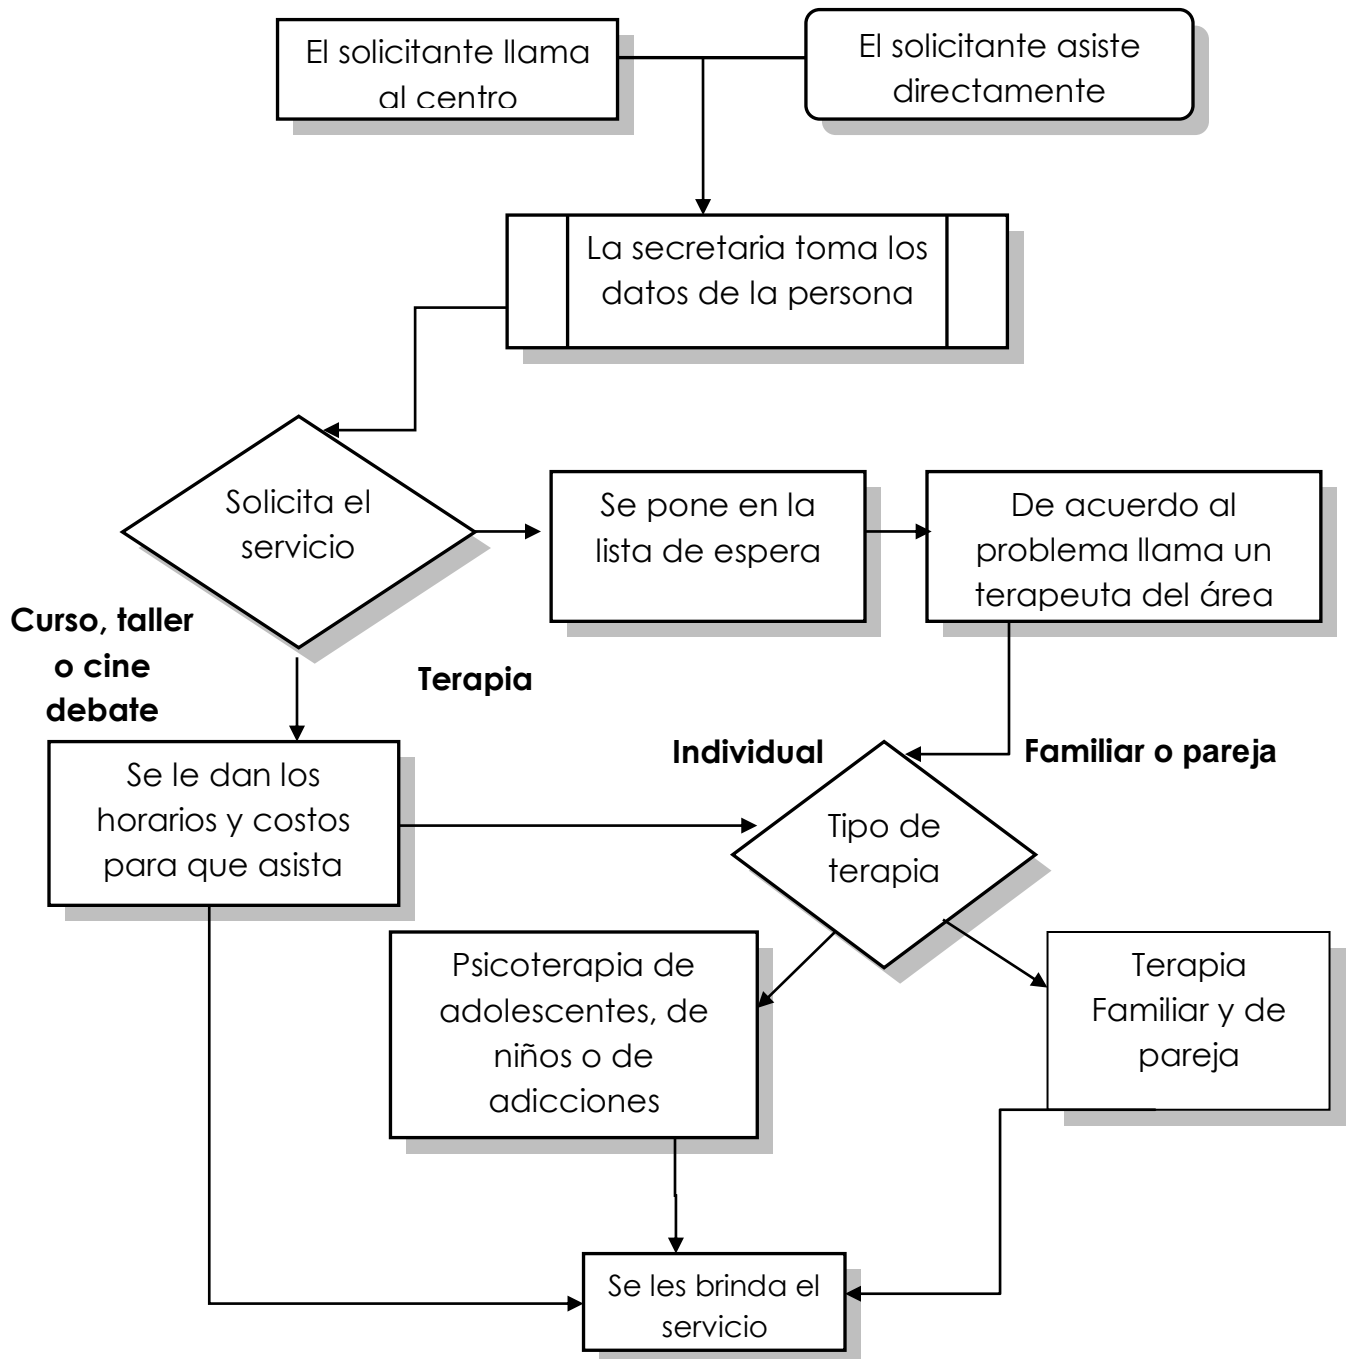 El solicitante llama
al centro
El solicitante asiste
directamente
La secretaria toma los
datos de la persona
Solicita el
servicio
Se pone en la
lista de espera
De acuerdo al
problema llama un
terapeuta del área
Curso, taller
o cine
debate
Terapia
Individual
Familiar o pareja
Se le dan los
horarios y costos
para que asista
Tipo de
terapia
Psicoterapia de
adolescentes, de
niños o de
adicciones
Terapia
Familiar y de
pareja
Se les brinda el
servicio